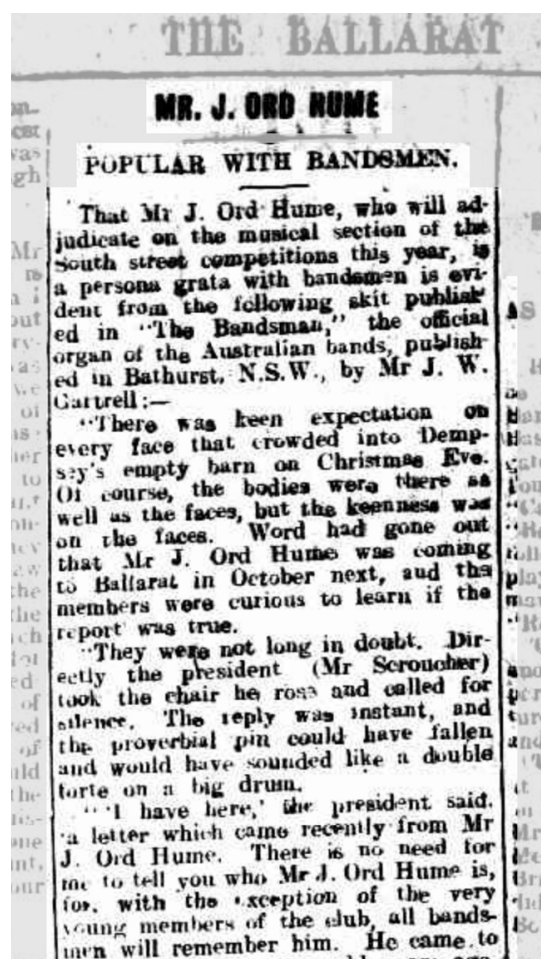 THE BALLARAT
MR. J. ORD HUME
POPULAR WITH BANDSMEN.
That Mr J. Ord Hume, who will ad-
judicate on the musical section of the
South street competitions this year, is
a persona grata with bandsmen is evi-
dent from the following skit publish-
ed in "The Bandsman," the official
organ of the Australian bands, publish-
ed in Bathurst, N.S.W., by Mr J. W.
Gartrell:—
"There was keen expectation on
every face that crowded into Demp-
sey's empty barn on Christmas Eve.
Of course, the bodies were there as
well as the faces, but the keenness was
on the faces. Word had gone out
that Mr J. Ord Hume was coming
to Ballarat in October next, aud the
members were curious to learn if the
report was true.
"They were not long in doubt. Dir-
ectly the president (Mr Scroucher)
took the chair he rose and called for
silence. The reply was instant, and
the proverbial pin could have fallen
and would have sounded like a double
forte on a big drum.
"'I have here,' the president said,
'a letter which came recently from Mr
J. Ord Hume. There is no need for
me to tell you who Mr J. Ord Hume is,
for, with the exception of the very
young members of the club, all bands-
men will remember him. He came to